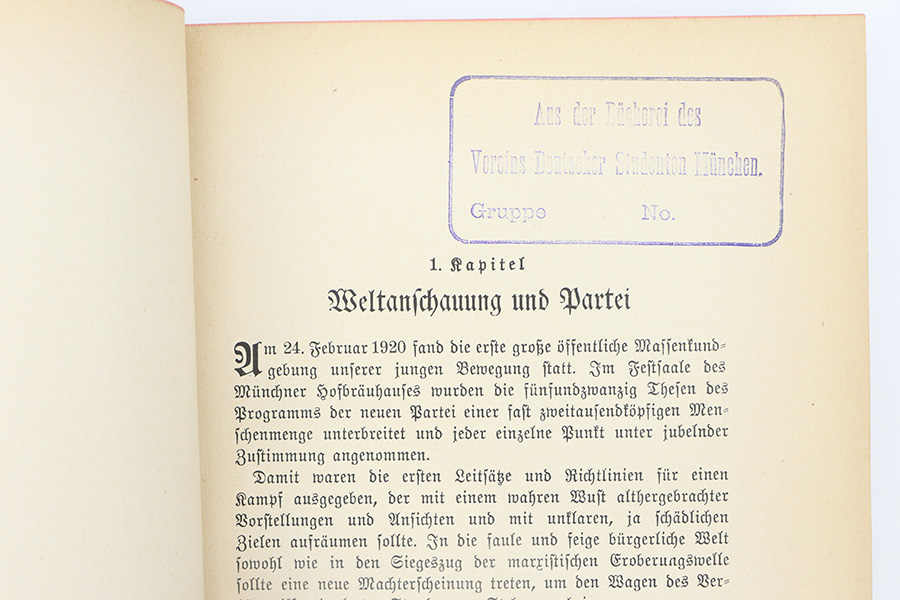 Aus der Bücherei des
Vereins Deutscher Studenten München.
Gruppe No.
1. Kapitel
Weltanschauung und Partei
Am 24. Februar 1920 fand die erste große öffentliche Massenkund-
gebung unserer jungen Bewegung statt. Im Festsaale des
Münchner Hofbräuhauses wurden die fünfundzwanzig Thesen des
Programms der neuen Partei einer fast zweitausendköpfigen Men-
schenmenge unterbreitet und jeder einzelne Punkt unter jubelnder
Zustimmung angenommen.
Damit waren die ersten Leitsätze und Richtlinien für einen
Kampf ausgegeben, der mit einem wahren Wust althergebrachter
Vorstellungen und Ansichten und mit unklaren, ja schädlichen
Zielen aufräumen sollte. In die faule und feige bürgerliche Welt
sowohl wie in den Siegeszug der marxistischen Eroberungswelle
sollte eine neue Machterscheinung treten, um den Wagen des Ver-